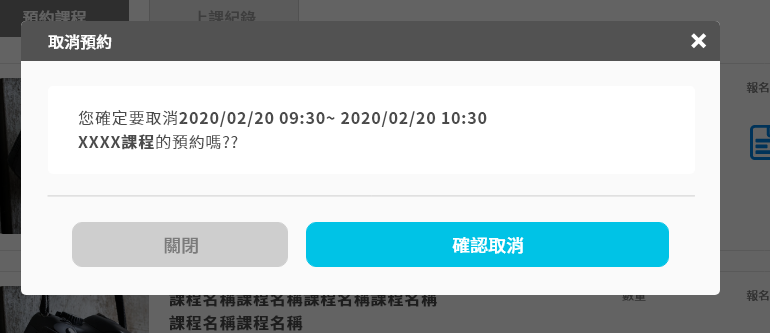 預約課程
上課紀錄
取消預約
報名
您確定要取消2020/02/20 09:30~ 2020/02/20 10:30
XXXX課程的預約嗎??
關閉
確認取消
課程名稱課程名稱課程名稱課程名稱
數量
報名
課程名稱課程名稱